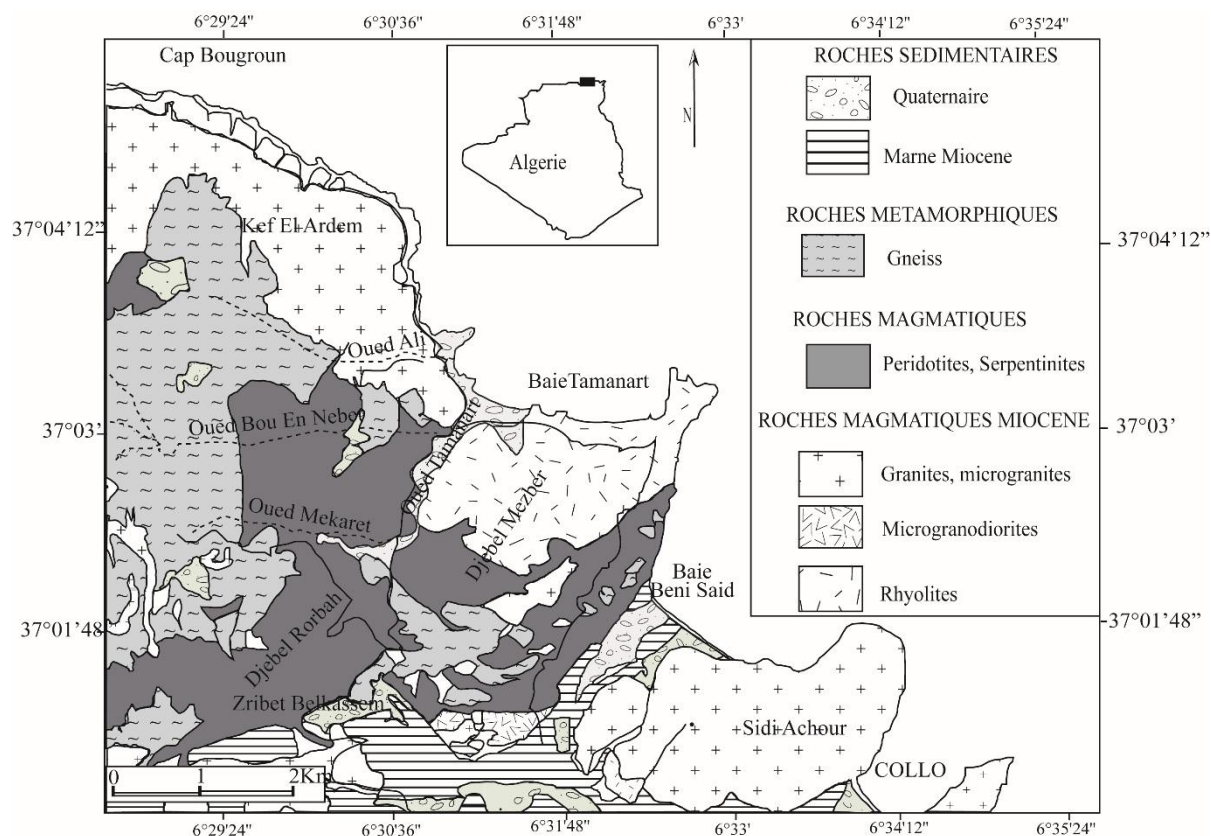 6°29'24" 6°30'36" 6°31'48" 6°33' 6°34'12" 6°35'24"
Cap Bougroun
N
Algerie
ROCHES SEDIMENTAIRES
Quaternaire
Marne Miocene
ROCHES METAMORPHIQUES
Gneiss
ROCHES MAGMATIQUES
Peridotites, Serpentinites
ROCHES MAGMATIQUES MIOCENE
Granites, microgranites
Microgranodiorites
Rhyolites
37°04'12"
37°04'12"
Kef El-Ardem
Oued Ali
BaieTamanart
Oued Bou En Nebor
37°03'
37°03'
Oued Tamanart
Oued Mekaret
Djebel Mezber
Baie
Beni Said
37°01'48"
37°01'48"
Djebel Rorbah
Zribet Belkassem
Sidi Achour
COLLO
0 1 2Km
6°29'24" 6°30'36" 6°31'48" 6°33' 6°34'12" 6°35'24"